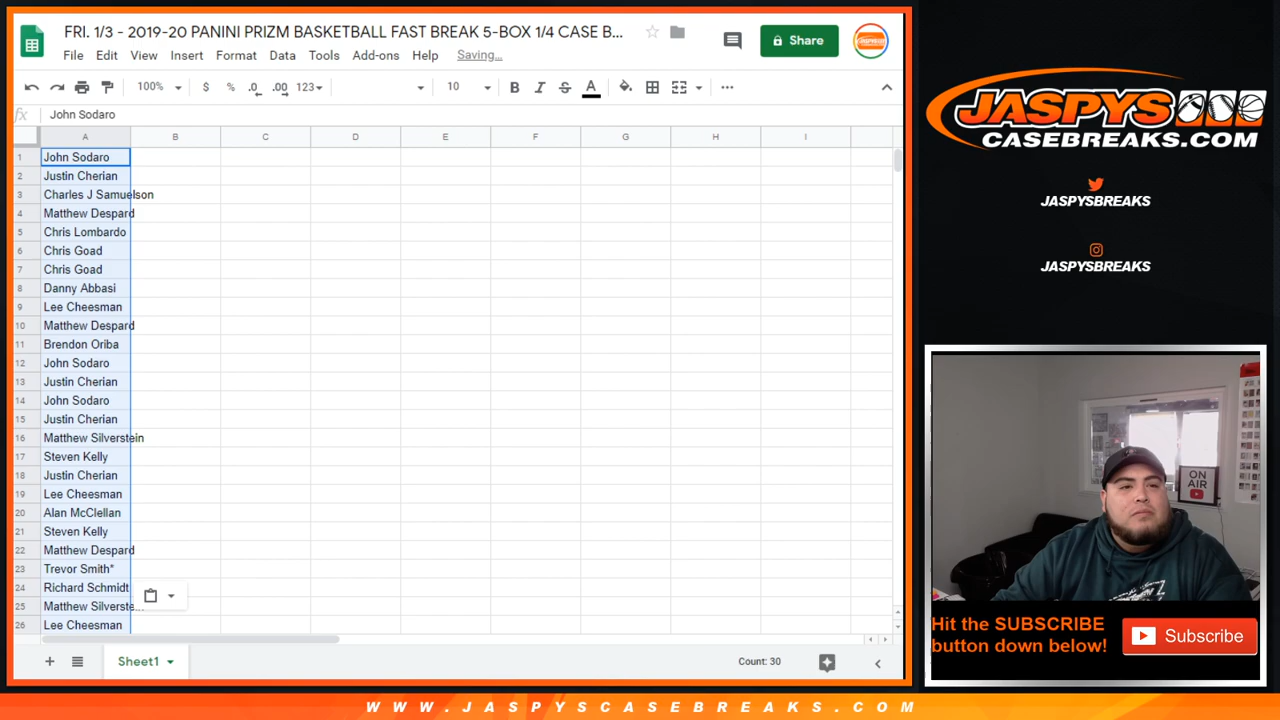 FRI. 1/3 - 2019-20 PANINI PRIZM BASKETBALL FAST BREAK 5-BOX 1/4 CASE B...
File Edit View Insert Format Data Tools Add-ons Help Saving...
Share
100% $ % .0 .00 123 10 B I S A
fx John Sodaro
A B C D E F G H I
1 John Sodaro
2 Justin Cherian
3 Charles J Samuelson
4 Matthew Despard
5 Chris Lombardo
6 Chris Goad
7 Chris Goad
8 Danny Abbasi
9 Lee Cheesman
10 Matthew Despard
11 Brendon Oriba
12 John Sodaro
13 Justin Cherian
14 John Sodaro
15 Justin Cherian
16 Matthew Silverstein
17 Steven Kelly
18 Justin Cherian
19 Lee Cheesman
20 Alan McClellan
21 Steven Kelly
22 Matthew Despard
23 Trevor Smith*
24 Richard Schmidt
25 Matthew Silverstein
26 Lee Cheesman
Sheet1
Count: 30
JASPYS
CASEBREAKS.COM
JASPYSBREAKS
JASPYSBREAKS
ON
AIR
Hit the SUBSCRIBE
button down below!
Subscribe
WWW.JASPYSCASEBREAKS.COM